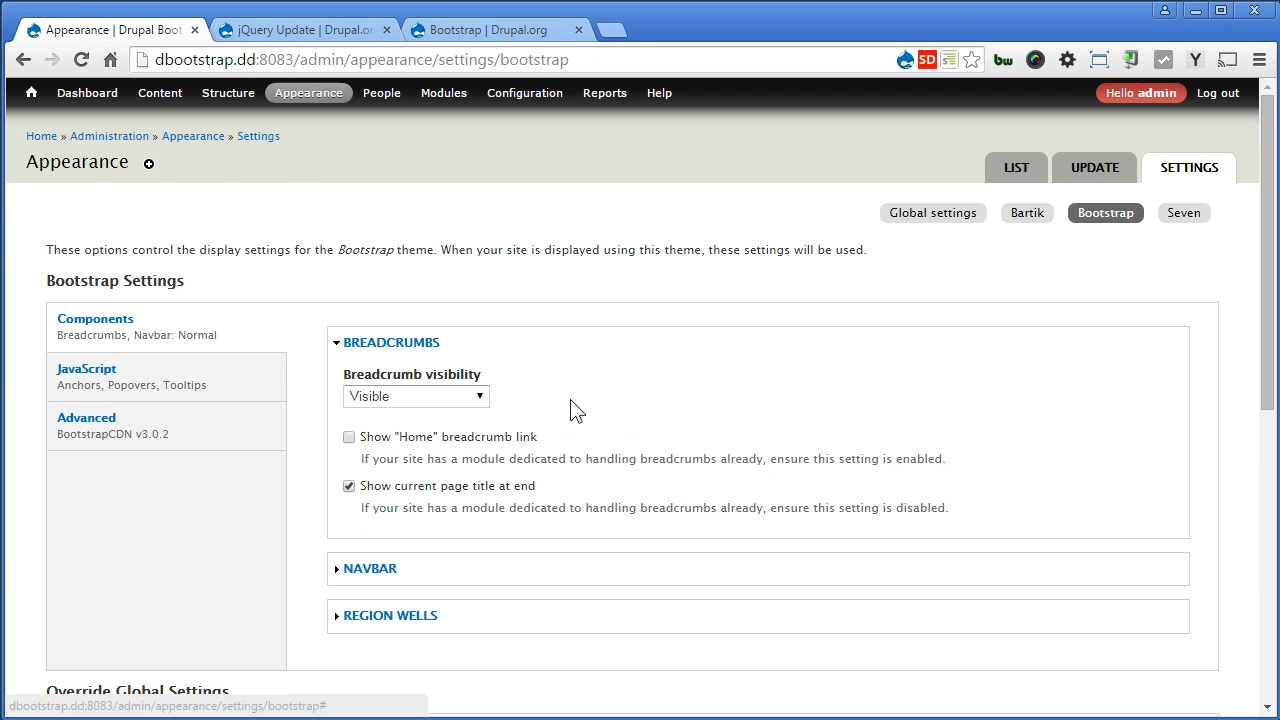 Appearance | Drupal Boot
jQuery Update | Drupal.or
Bootstrap | Drupal.org
dbootstrap.dd:8083/admin/appearance/settings/bootstrap
SD
bw
Y
Dashboard Content Structure Appearance People Modules Configuration Reports Help Hello admin Log out
Home » Administration » Appearance » Settings
Appearance
LIST UPDATE SETTINGS
Global settings Bartik Bootstrap Seven
These options control the display settings for the Bootstrap theme. When your site is displayed using this theme, these settings will be used.
Bootstrap Settings
Components
Breadcrumbs, Navbar: Normal
JavaScript
Anchors, Popovers, Tooltips
Advanced
BootstrapCDN v3.0.2
BREADCRUMBS
Breadcrumb visibility
Visible
Show "Home" breadcrumb link
If your site has a module dedicated to handling breadcrumbs already, ensure this setting is enabled.
Show current page title at end
If your site has a module dedicated to handling breadcrumbs already, ensure this setting is disabled.
NAVBAR
REGION WELLS
Override Global Settings
dbootstrap.dd:8083/admin/appearance/settings/bootstrap#